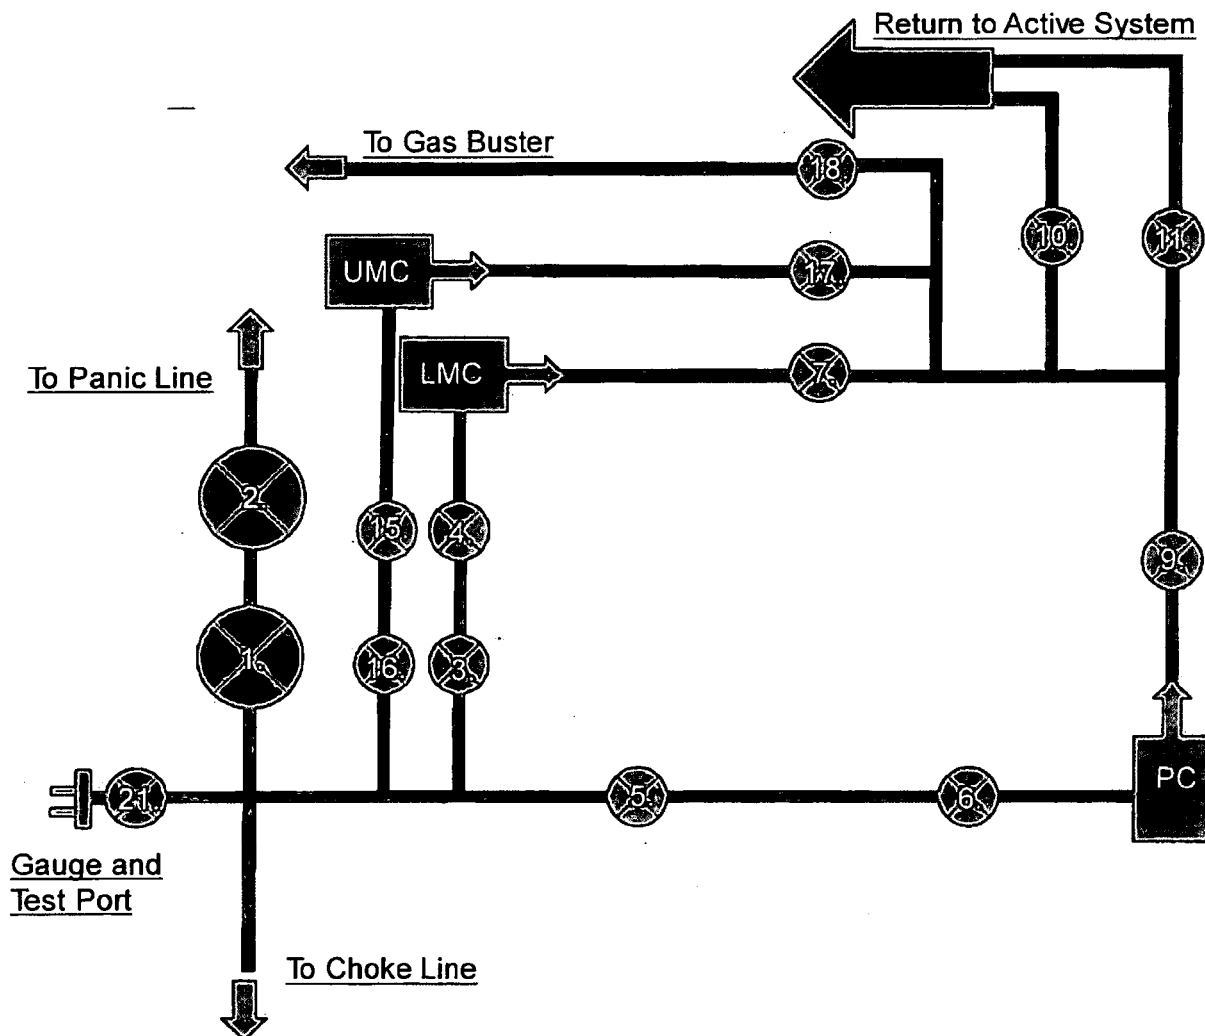 Return to Active System
To Gas Buster
18
10
11.
UMC
17.
To Panic Line
LMC
7.
2.
15
4.
9.
1.
16.
3.
21.
5.
6.
PC
Gauge and
Test Port
To Choke Line